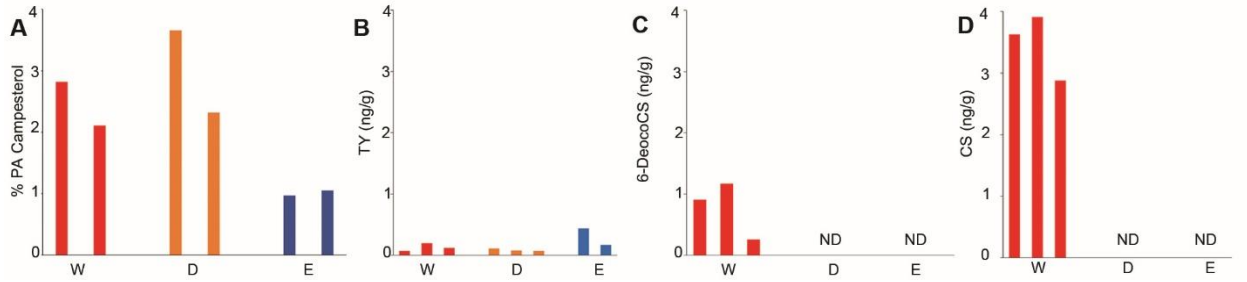 A
% PA Campesterol
4
3
2
1
0
W D E
B
TY (ng/g)
4
3
2
1
0
W D E
C
6-DeocoCS (ng/g)
4
3
2
1
0
ND ND
W D E
D
CS (ng/g)
4
3
2
1
0
ND ND
W D E